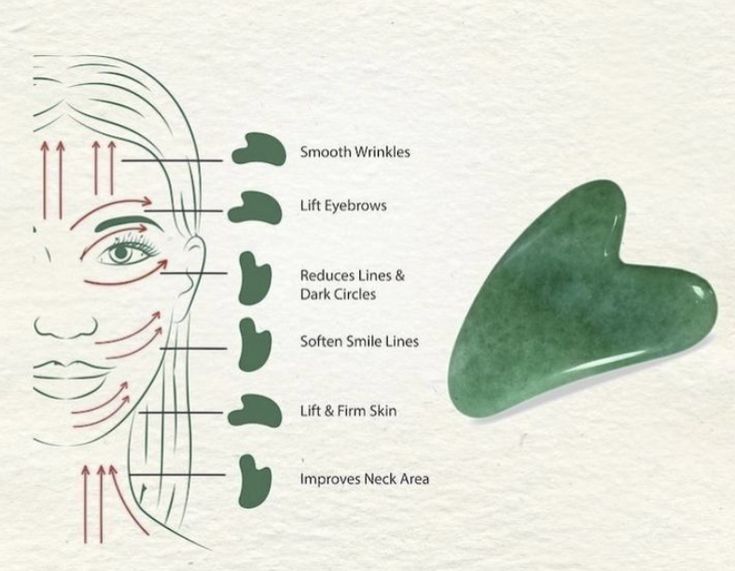 Smooth Wrinkles
Lift Eyebrows
Reduces Lines &
Dark Circles
Soften Smile Lines
Lift & Firm Skin
Improves Neck Area